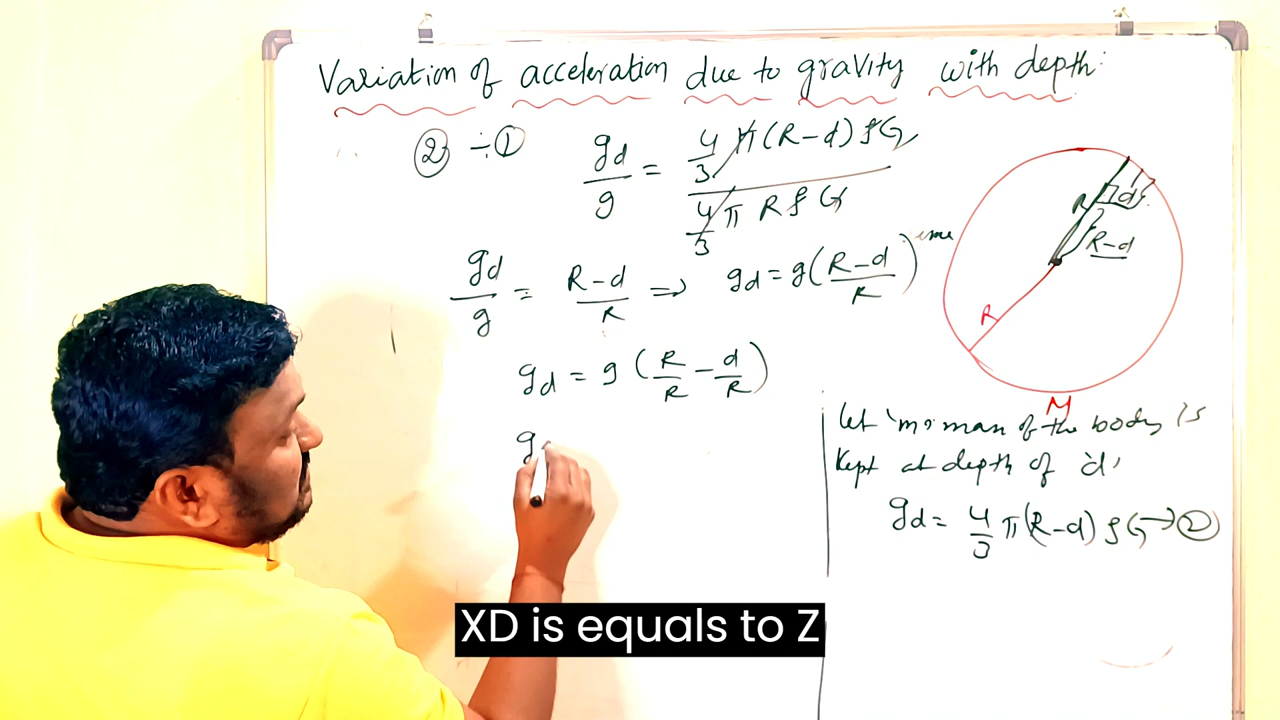 Variation of acceleration due to gravity with depth:
② ÷ ①
gd/g = 4/3 π (R-d) ρG / 4/3 π R ρ G
gd/g = R-d/R ⇒ gd = g(R-d/R)
gd = g (R/R - d/R)
g
R
d
R-d
R
M
Let 'm' mass of the body is
kept at depth of 'd'
gd = 4/3 π(R-d) ρG → ②
XD is equals to Z